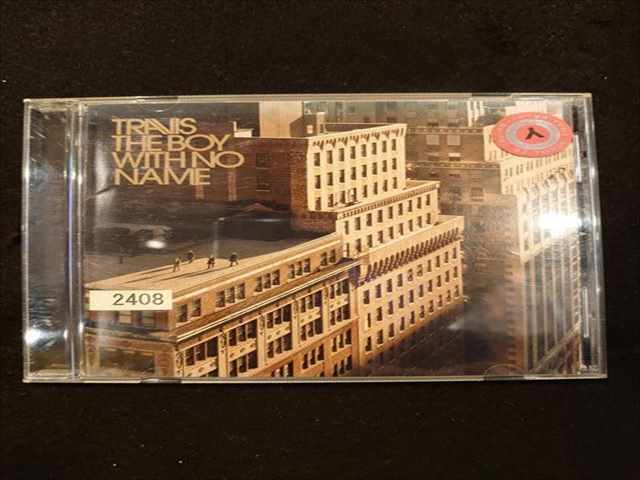 TRAVIS
THE BOY
WITH NO
NAME
2408